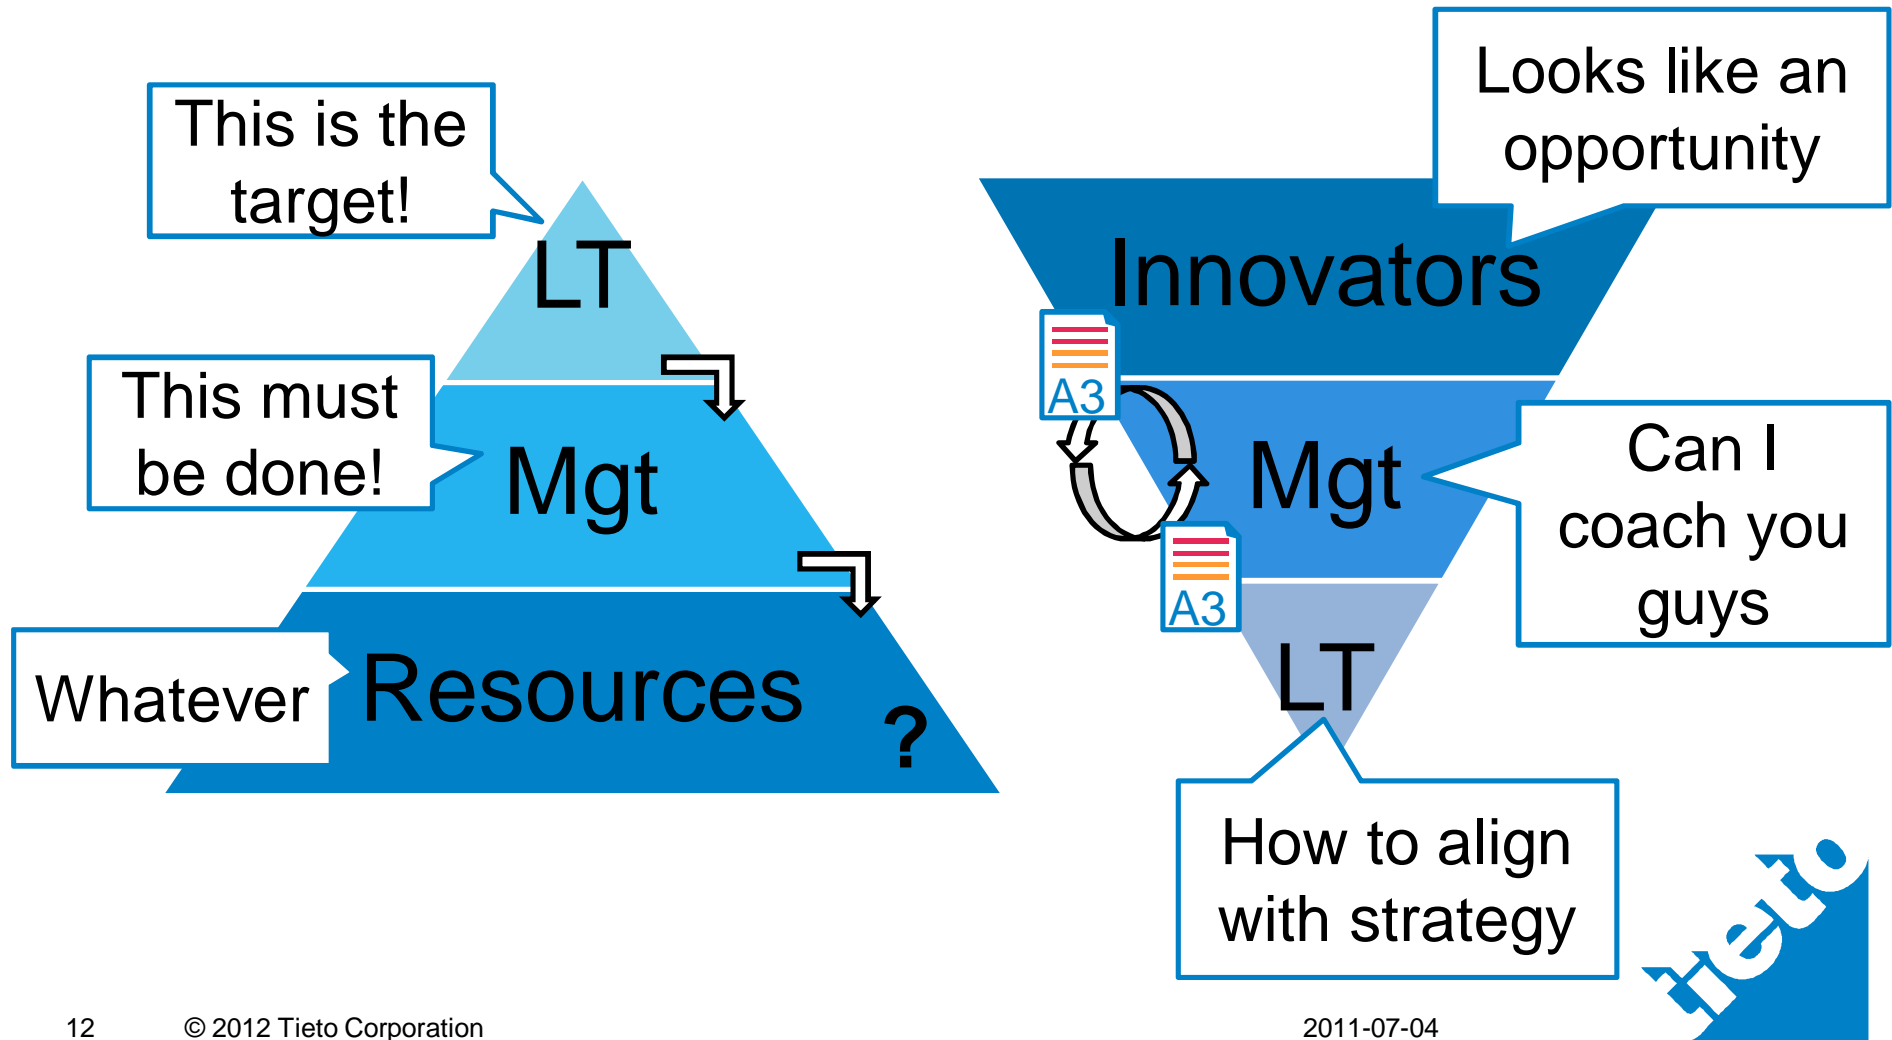 This is the
target!
LT
This must
be done!
Mgt
Whatever
Resources
?
Looks like an
opportunity
Innovators
A3
Mgt
Can I
coach you
guys
A3
LT
How to align
with strategy
tieto
12
© 2012 Tieto Corporation
2011-07-04